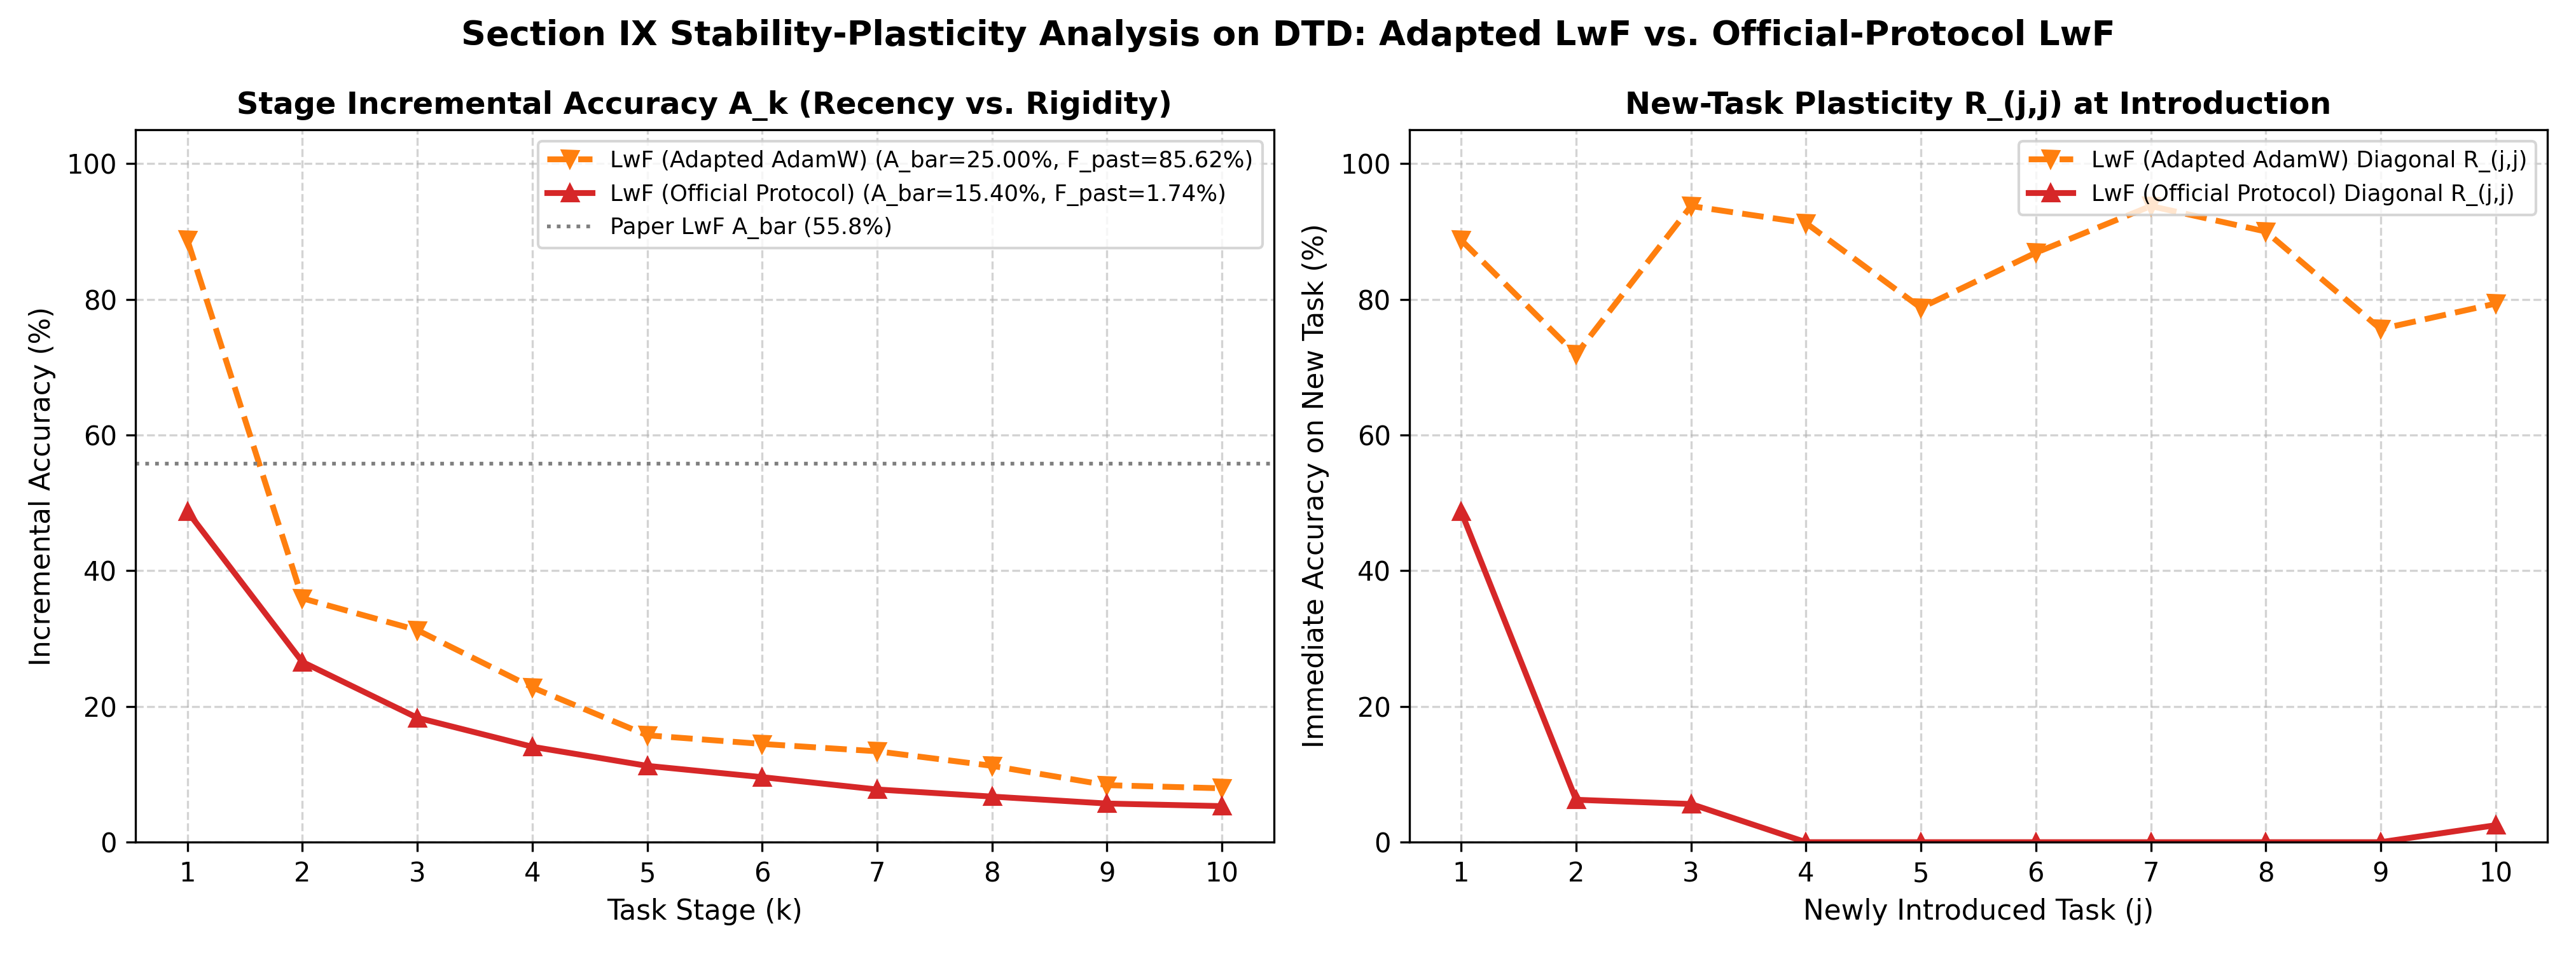 Section IX Stability-Plasticity Analysis on DTD: Adapted LwF vs. Official-Protocol LwF
Stage Incremental Accuracy A_k (Recency vs. Rigidity)
LwF (Adapted AdamW) (A_bar=25.00%, F_past=85.62%)
LwF (Official Protocol) (A_bar=15.40%, F_past=1.74%)
Paper LwF A_bar (55.8%)
Incremental Accuracy (%)
100
80
60
40
20
0
1 2 3 4 5 6 7 8 9 10
Task Stage (k)
New-Task Plasticity R_(j,j) at Introduction
LwF (Adapted AdamW) Diagonal R_(j,j)
LwF (Official Protocol) Diagonal R_(j,j)
Immediate Accuracy on New Task (%)
100
80
60
40
20
0
1 2 3 4 5 6 7 8 9 10
Newly Introduced Task (j)